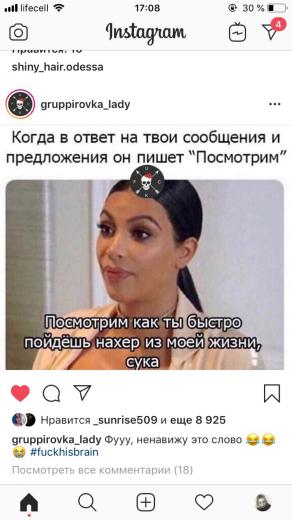 lifecell
17:08
30 %
Instagram
4
shiny_hair.odessa
gruppirovka_lady
Когда в ответ на твои сообщения и
предложения он пишет “Посмотрим”
Посмотрим как ты быстро
пойдёшь нахер из моей жизни,
сука
Нравится _sunrise509 и еще 8 925
gruppirovka_lady Фууу, ненавижу это слово 😂😂
😭 #fuckhisbrain
Посмотреть все комментарии (18)